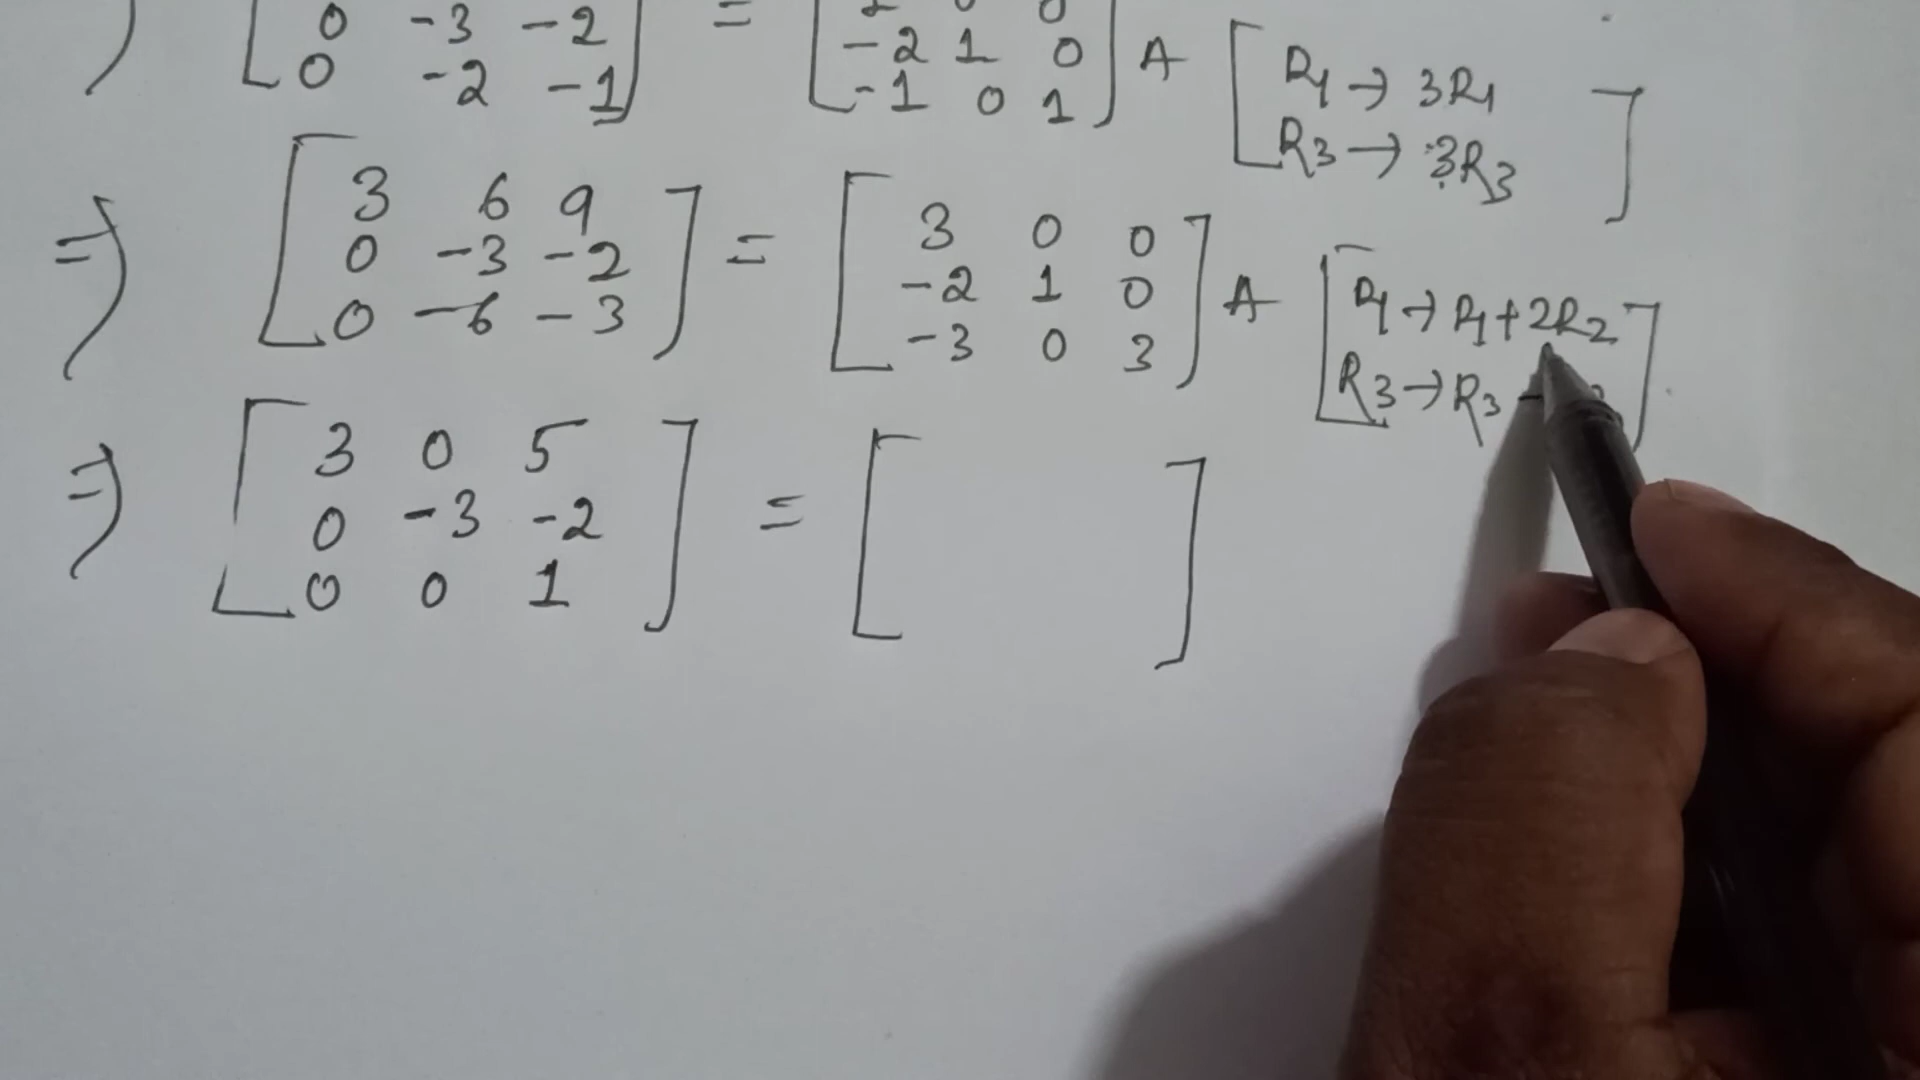 0 -3 -2 = 0 0
0 -2 -1 -2 1 0 A R1 → 3R1
-1 0 1 R3 → 3R3
⇒ [ 3 6 9 ] = [ 3 0 0 ]
0 -3 -2 -2 1 0 A [ R1 → R1+2R2 ]
0 -6 -3 -3 0 3 R3 → R3 -
⇒ [ 3 0 5 ] = [ ]
0 -3 -2
0 0 1